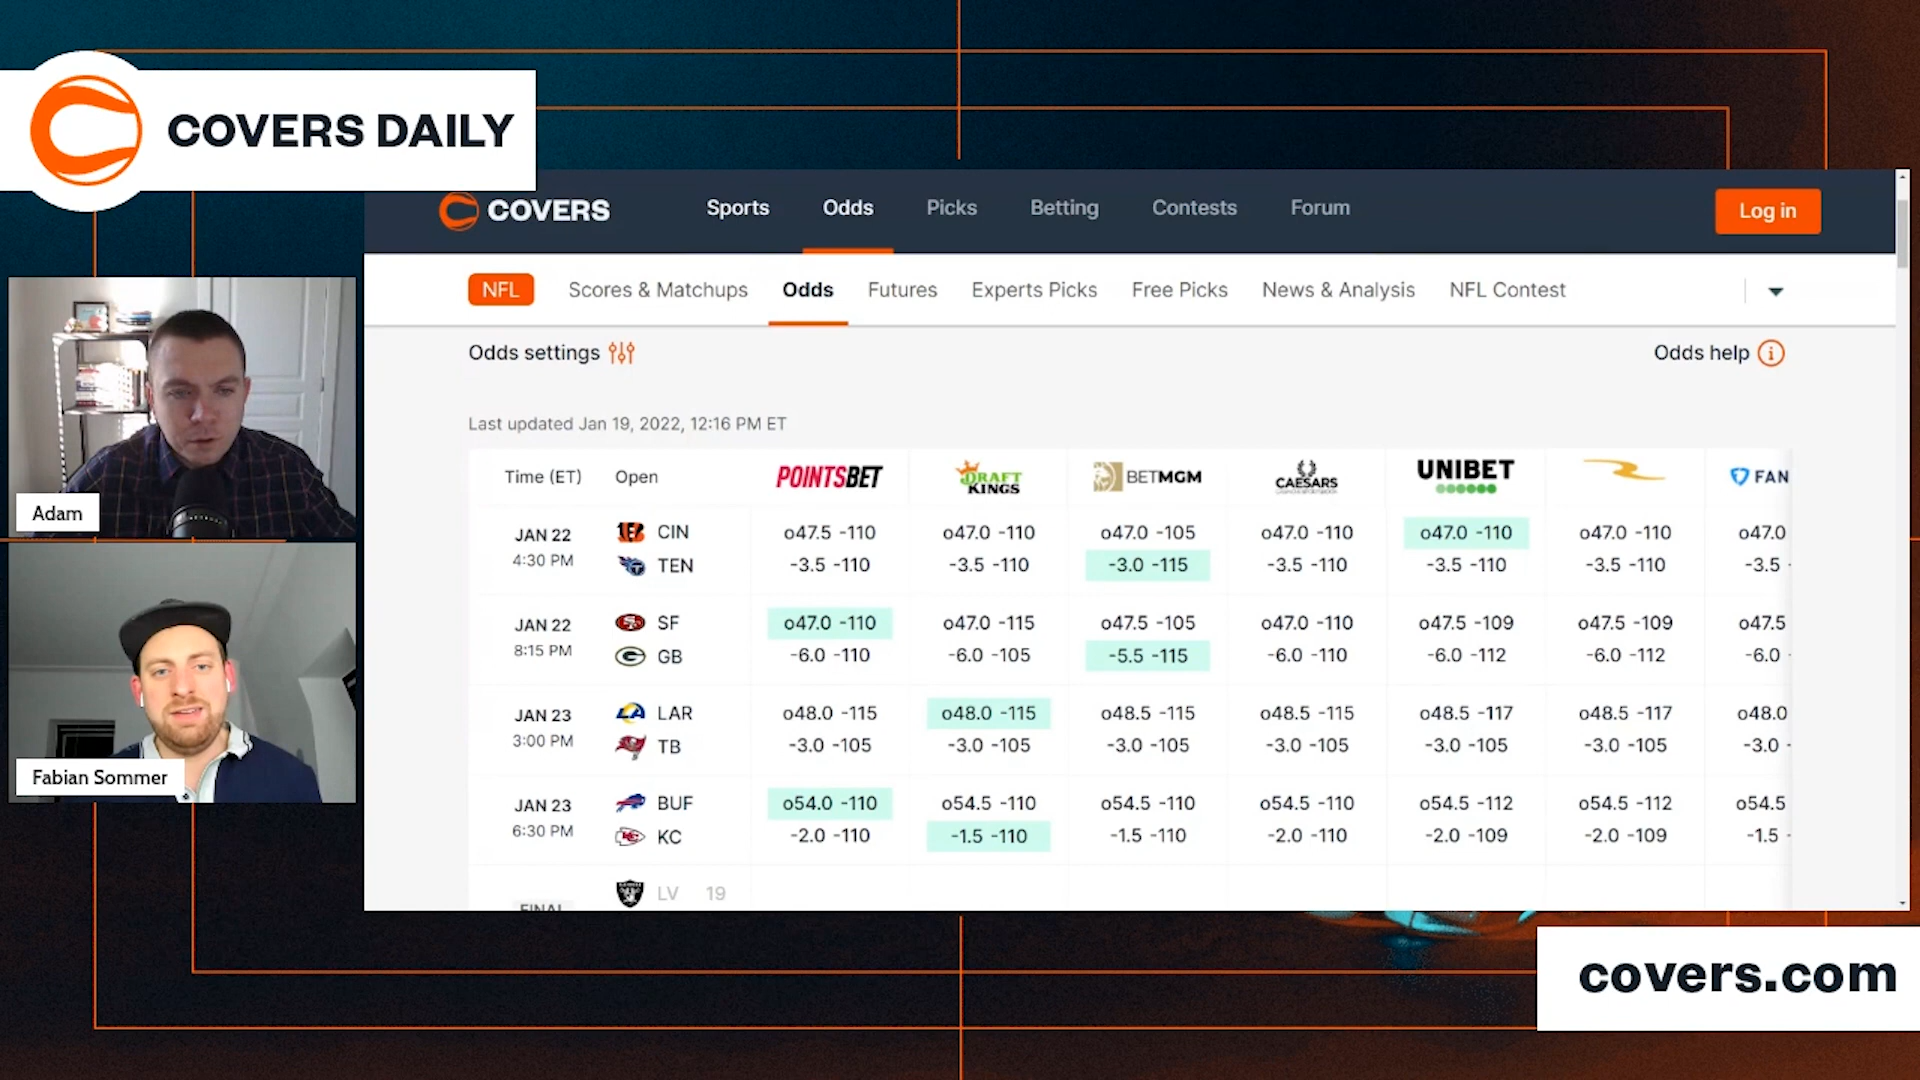 COVERS DAILY
COVERS Sports Odds Picks Betting Contests Forum Log in
NFL Scores & Matchups Odds Futures Experts Picks Free Picks News & Analysis NFL Contest
Odds settings Odds help
Last updated Jan 19, 2022, 12:16 PM ET
Time (ET) Open POINTSBET DRAFT KINGS BETMGM CAESARS UNIBET FAN
JAN 22 CIN o47.5 -110 o47.0 -110 o47.0 -105 o47.0 -110 o47.0 -110 o47.0 -110 o47.0
4:30 PM TEN -3.5 -110 -3.5 -110 -3.0 -115 -3.5 -110 -3.5 -110 -3.5 -110 -3.5 -
JAN 22 SF o47.0 -110 o47.0 -115 o47.5 -105 o47.0 -110 o47.5 -109 o47.5 -109 o47.5
8:15 PM GB -6.0 -110 -6.0 -105 -5.5 -115 -6.0 -110 -6.0 -112 -6.0 -112 -6.0 -
JAN 23 LAR o48.0 -115 o48.0 -115 o48.5 -115 o48.5 -115 o48.5 -117 o48.5 -117 o48.0
3:00 PM TB -3.0 -105 -3.0 -105 -3.0 -105 -3.0 -105 -3.0 -105 -3.0 -105 -3.0 -
JAN 23 BUF o54.0 -110 o54.5 -110 o54.5 -110 o54.5 -110 o54.5 -112 o54.5 -112 o54.5
6:30 PM KC -2.0 -110 -1.5 -110 -1.5 -110 -2.0 -110 -2.0 -109 -2.0 -109 -1.5 -
FINAL LV 19
Adam
Fabian Sommer
covers.com